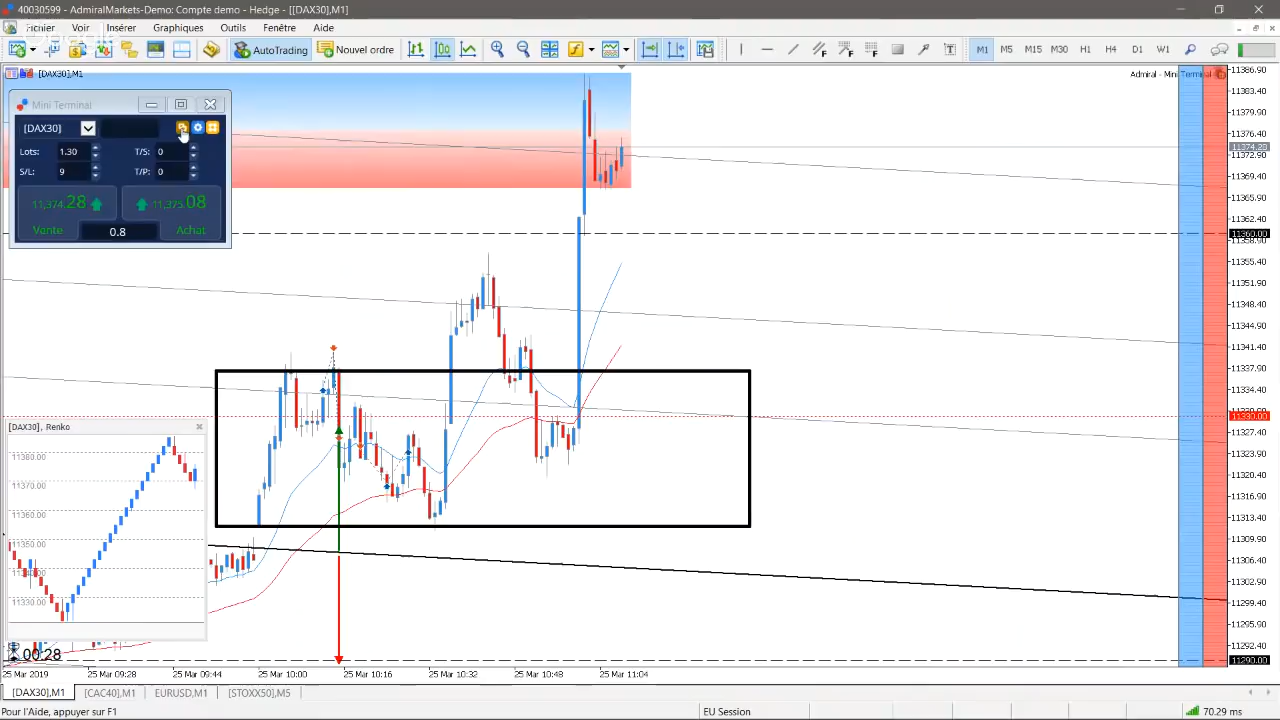 40030599 - AdmiralMarkets-Demo: Compte demo - Hedge - [[DAX30],M1]
Fichier Voir Insérer Graphiques Outils Fenêtre Aide
AutoTrading Nouvel ordre M1 M5 M15 M30 H1 H4 D1 W1
[DAX30],M1
Admiral - Mini Terminal
Mini Terminal
[DAX30]
Lots: 1.30 T/S: 0
S/L: 9 T/P: 0
11,374.28 11,375.08
Vente 0.8 Achat
11386.90
11383.40
11379.90
11376.40
11374.28
11372.90
11369.40
11365.90
11362.40
11360.00
11358.90
11355.40
11351.90
11348.40
11344.90
11341.40
11337.90
11334.40
11330.00
11327.40
11323.90
11320.40
11316.90
11313.40
11309.90
11306.40
11302.90
11299.40
11295.90
11292.40
11290.00
[DAX30], Renko
11380.00
11370.00
11360.00
11350.00
11340.00
11330.00
00:28
25 Mar 2019 25 Mar 09:28 25 Mar 09:44 25 Mar 10:00 25 Mar 10:16 25 Mar 10:32 25 Mar 10:48 25 Mar 11:04
[DAX30],M1 [CAC40],M1 EURUSD,M1 [STOXX50],M5
Pour l'Aide, appuyer sur F1 EU Session 70.29 ms